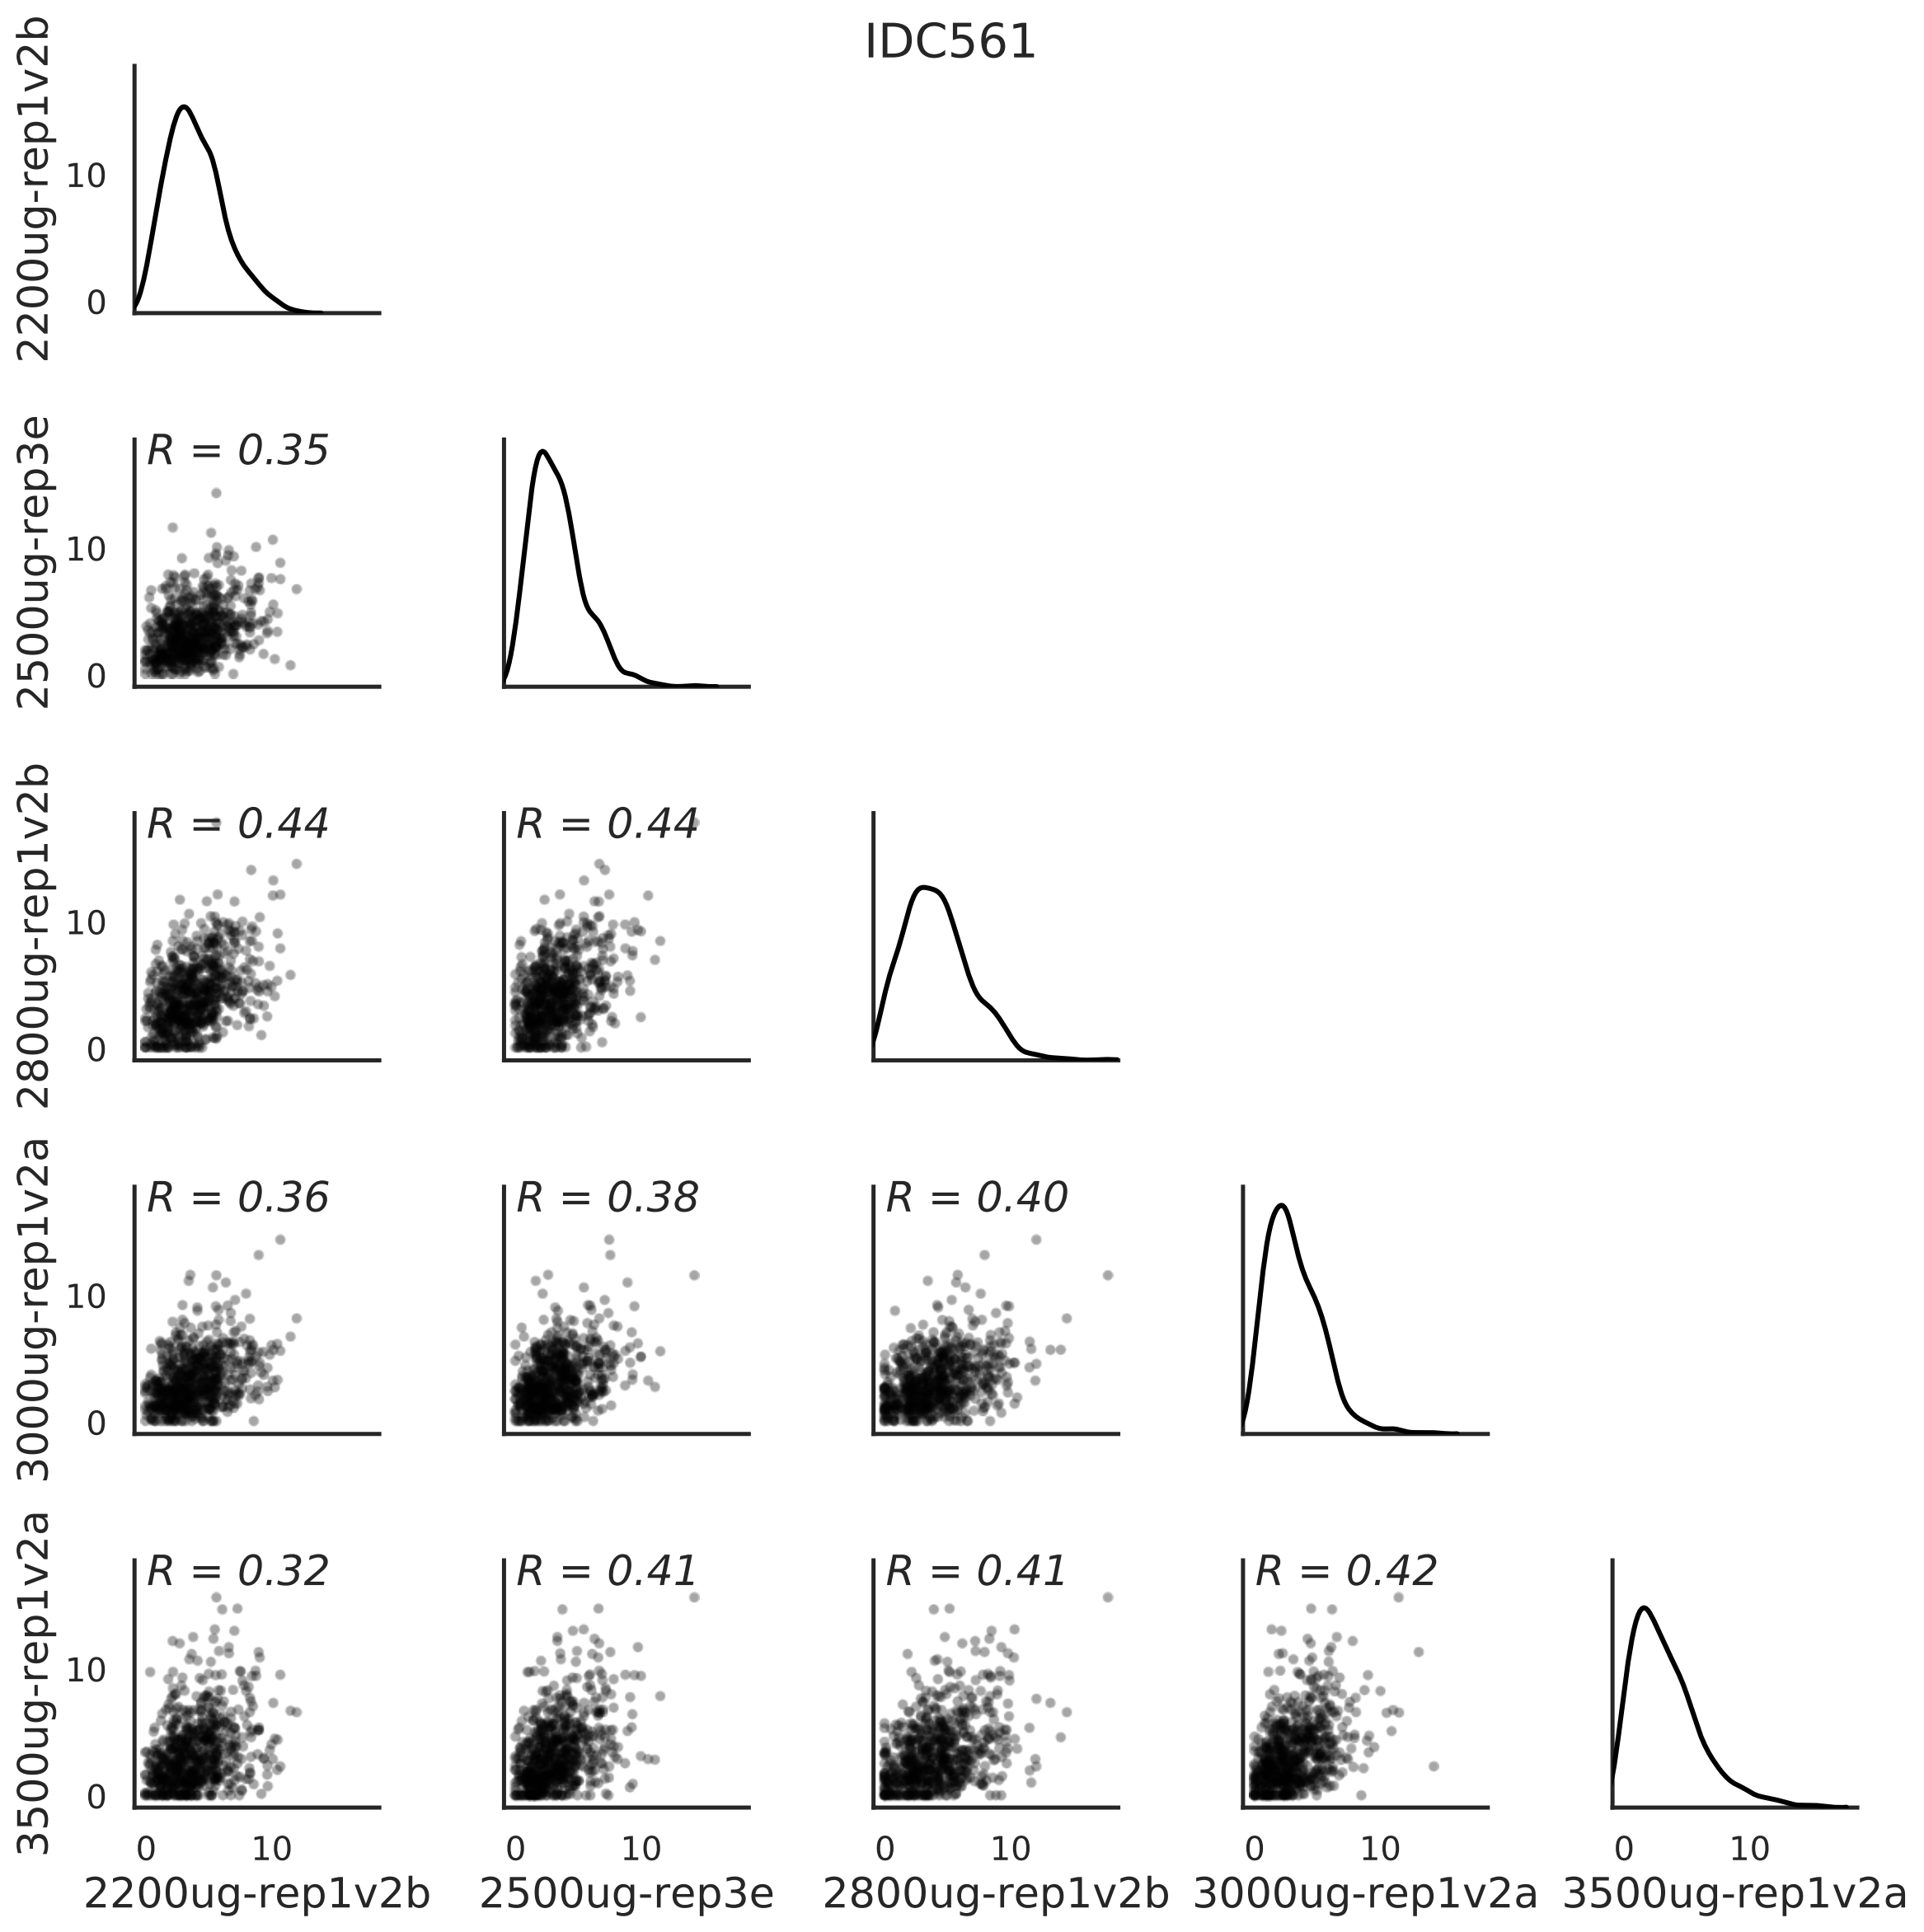 IDC561
2200ug-rep1v2b
10
0
2500ug-rep3e
10
0
R = 0.35
2800ug-rep1v2b
10
0
R = 0.44
R = 0.44
3000ug-rep1v2a
10
0
R = 0.36
R = 0.38
R = 0.40
3500ug-rep1v2a
10
0
R = 0.32
R = 0.41
R = 0.41
R = 0.42
0 10
0 10
0 10
0 10
0 10
2200ug-rep1v2b
2500ug-rep3e
2800ug-rep1v2b
3000ug-rep1v2a
3500ug-rep1v2a